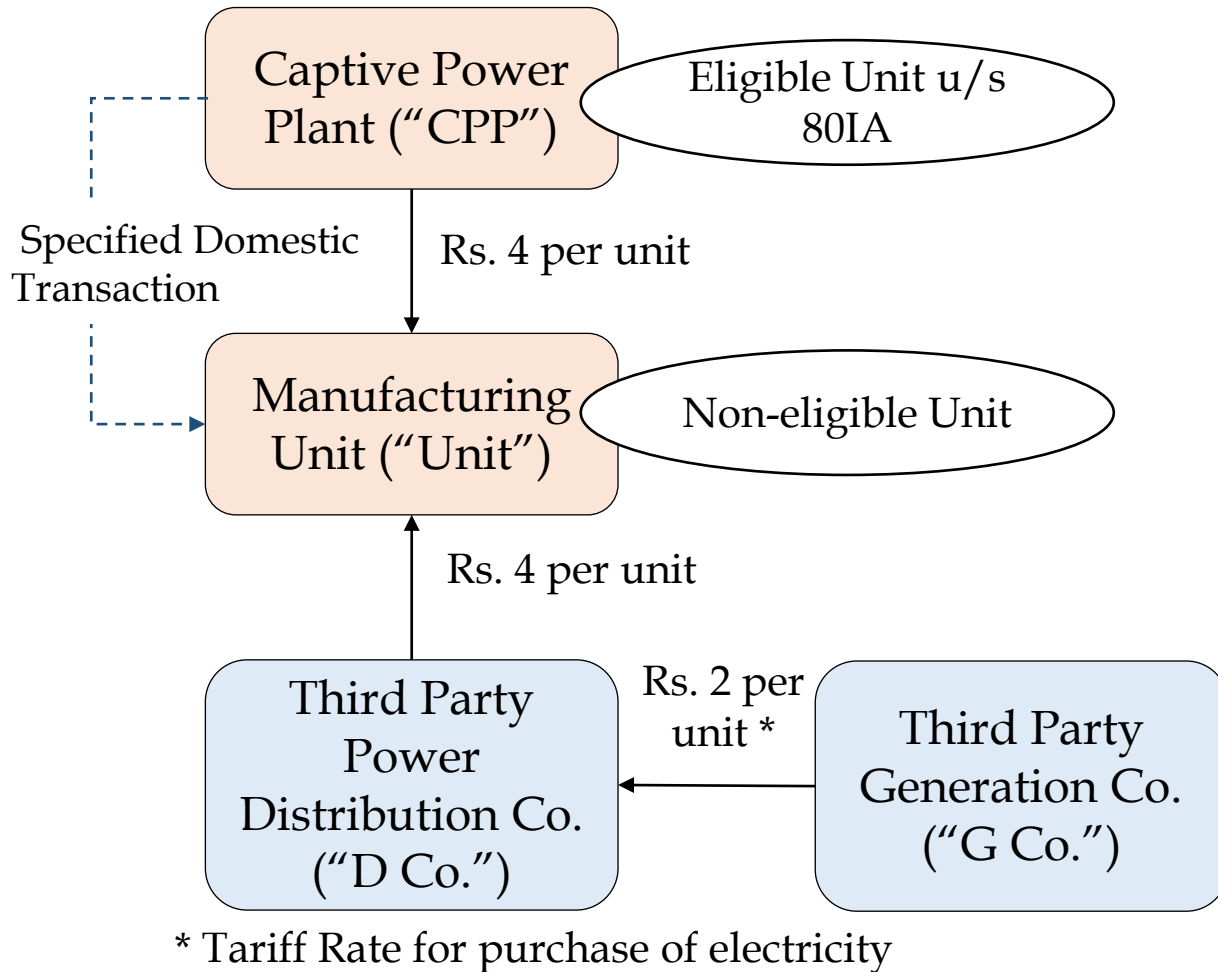 Captive Power
Plant (“CPP”)
Eligible Unit u/s
80IA
Specified Domestic
Transaction
Rs. 4 per unit
Manufacturing
Unit (“Unit”)
Non-eligible Unit
Rs. 4 per unit
Third Party
Power
Distribution Co.
(“D Co.”)
Rs. 2 per
unit *
Third Party
Generation Co.
(“G Co.”)
* Tariff Rate for purchase of electricity